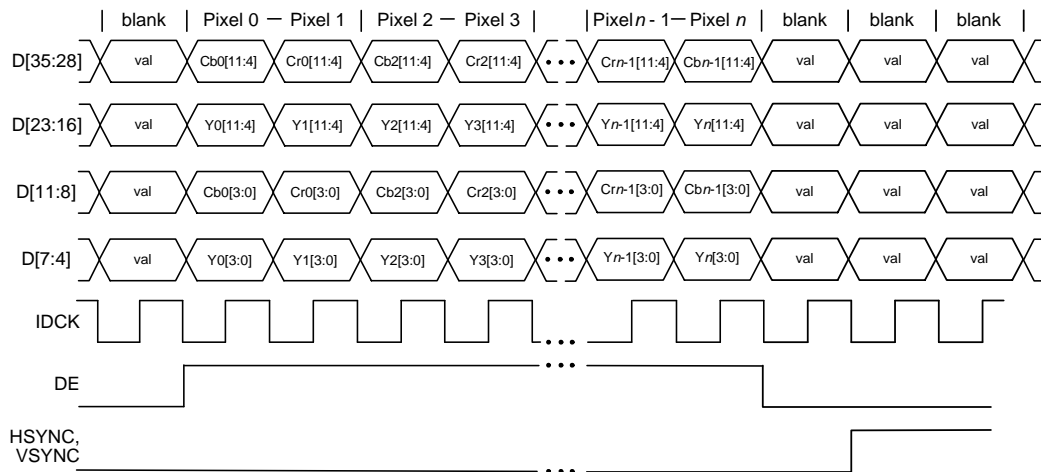 blank Pixel 0 — Pixel 1 Pixel 2 — Pixel 3 Pixel n - 1 — Pixel n blank blank blank
D[35:28] val Cb0[11:4] Cr0[11:4] Cb2[11:4] Cr2[11:4] ••• Crn-1[11:4] Cbn-1[11:4] val val val
D[23:16] val Y0[11:4] Y1[11:4] Y2[11:4] Y3[11:4] ••• Yn-1[11:4] Yn[11:4] val val val
D[11:8] val Cb0[3:0] Cr0[3:0] Cb2[3:0] Cr2[3:0] ••• Crn-1[3:0] Cbn-1[3:0] val val val
D[7:4] val Y0[3:0] Y1[3:0] Y2[3:0] Y3[3:0] ••• Yn-1[3:0] Yn[3:0] val val val
IDCK •••
DE •••
HSYNC,
VSYNC •••